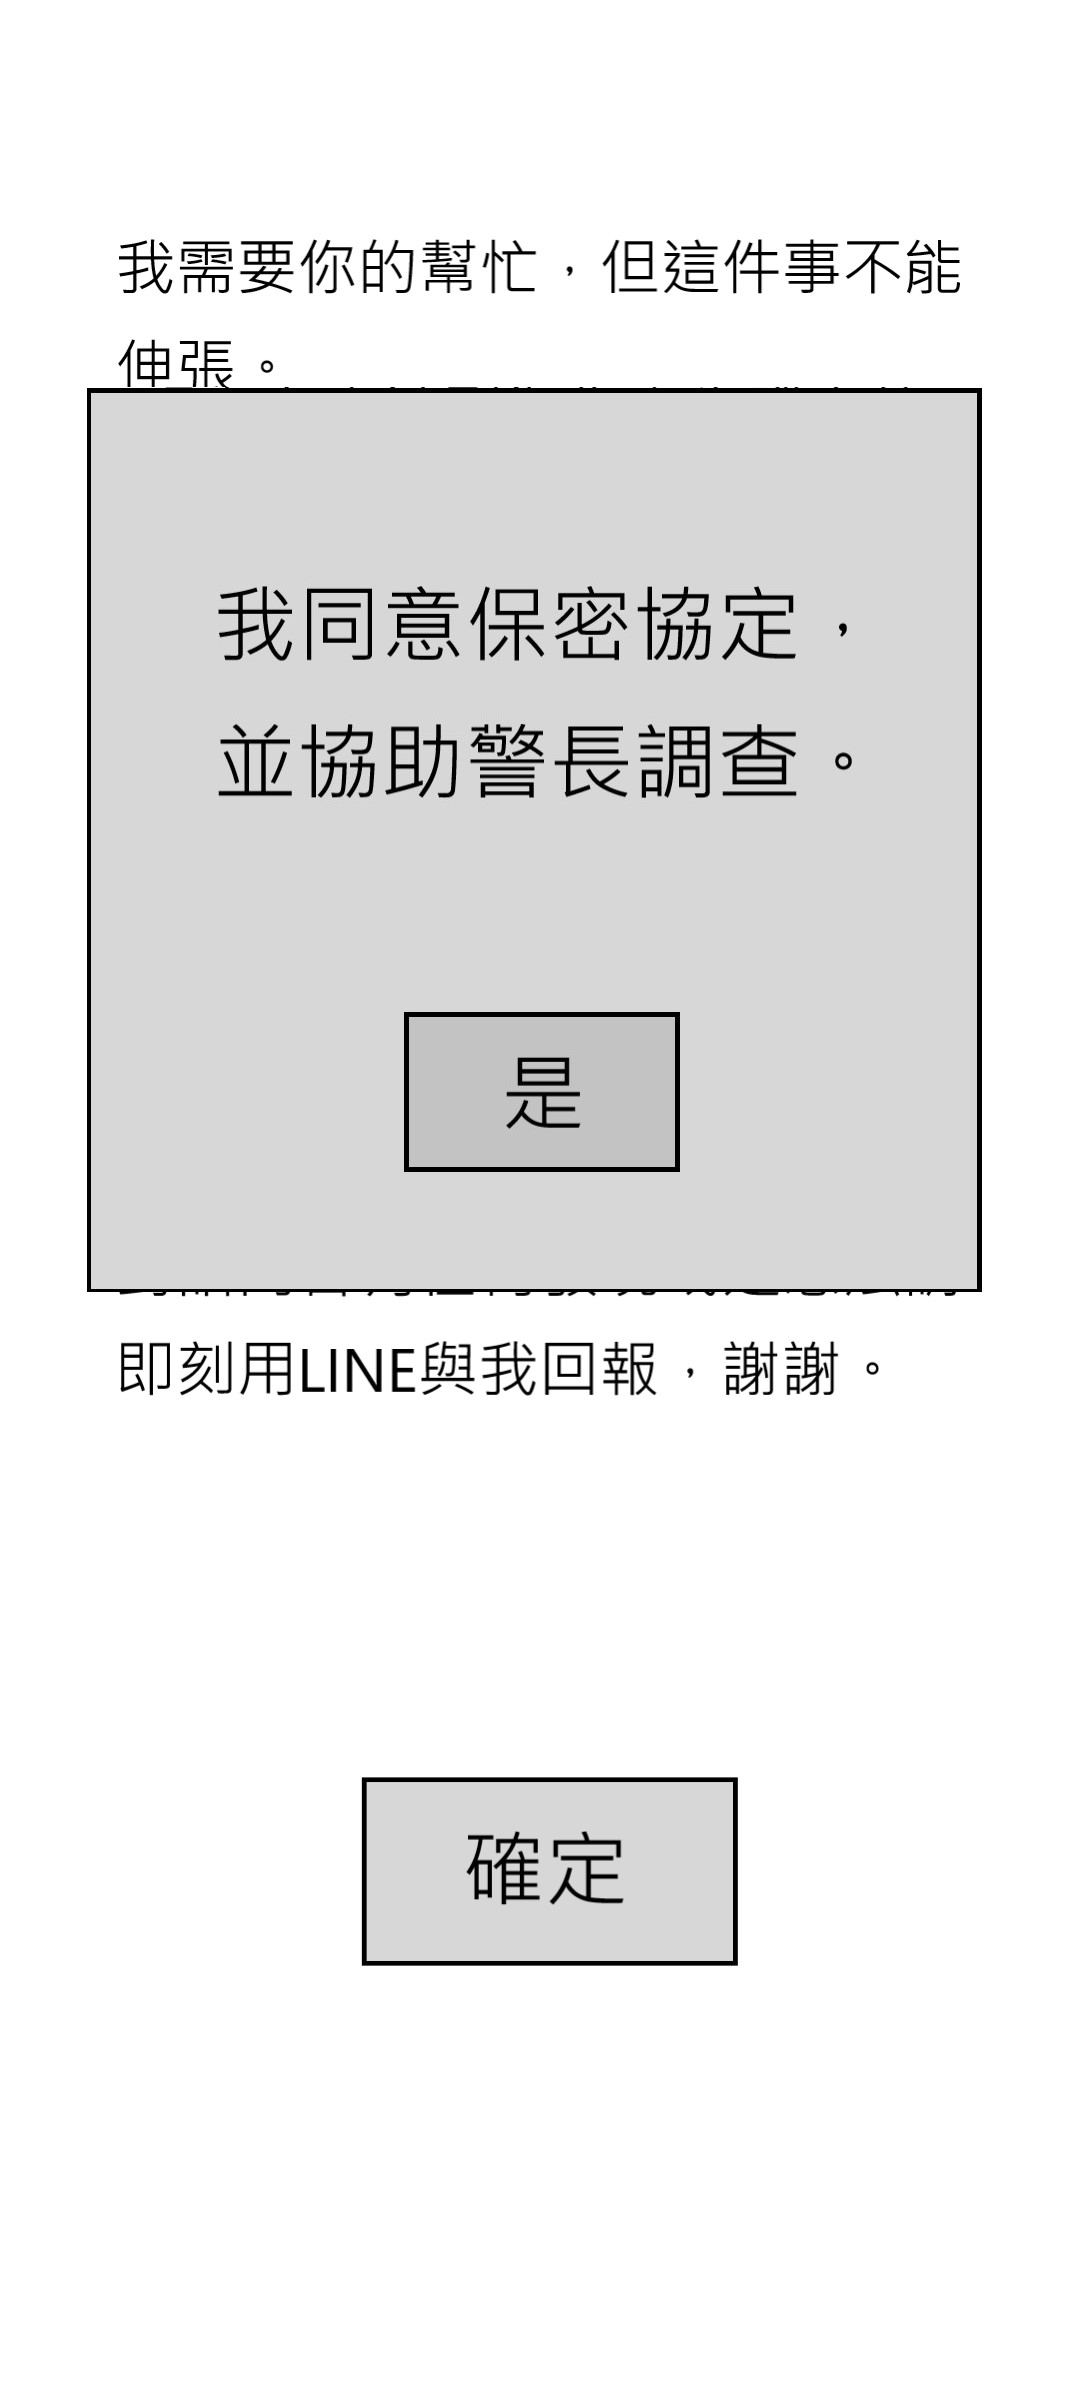 我需要你的幫忙，但這件事不能
伸張。
我同意保密協定，
並協助警長調查。
是
即刻用LINE與我回報，謝謝。
確定